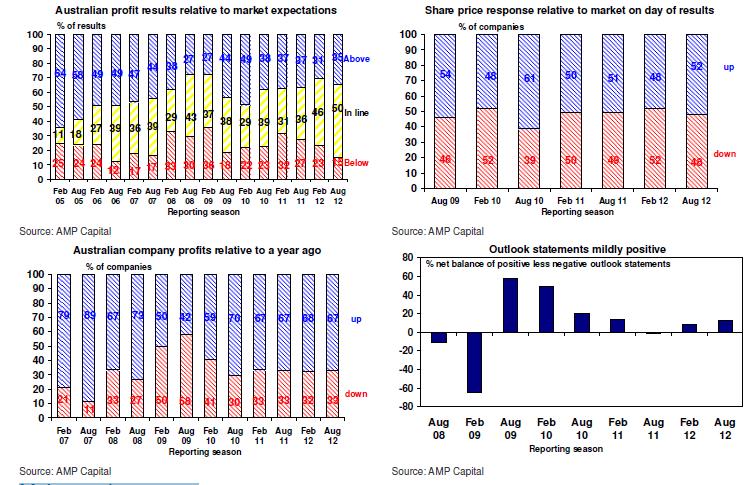 Australian profit results relative to market expectations
% of results
100
90
80
70
60
50
40
30
20
10
0
64 58 49 49 47 44 38 27 27 44 49 38 37 37 31 35 Above
11 18 27 39 36 39 29 43 37 38 29 39 31 36 46 50 In line
25 24 24 12 17 17 33 30 36 18 22 23 32 27 23 15 Below
Feb Aug Feb Aug Feb Aug Feb Aug Feb Aug Feb Aug Feb Aug Feb Aug
05 05 06 06 07 07 08 08 09 09 10 10 11 11 12 12
Reporting season
Source: AMP Capital
Share price response relative to market on day of results
% of companies
100
90
80
70
60
50
40
30
20
10
0
54 48 61 50 51 48 52 up
46 52 39 50 49 52 48 down
Aug 09 Feb 10 Aug 10 Feb 11 Aug 11 Feb 12 Aug 12
Reporting season
Source: AMP Capital
Australian company profits relative to a year ago
% of companies
100
90
80
70
60
50
40
30
20
10
0
79 89 67 73 50 42 59 70 67 67 68 67 up
21 11 33 27 50 58 41 30 33 33 32 33 down
Feb Aug Feb Aug Feb Aug Feb Aug Feb Aug Feb Aug
07 07 08 08 09 09 10 10 11 11 12 12
Reporting season
Source: AMP Capital
Outlook statements mildly positive
% net balance of positive less negative outlook statements
80
60
40
20
0
-20
-40
-60
-80
Aug Feb Aug Feb Aug Feb Aug Feb Aug
08 09 09 10 10 11 11 12 12
Reporting season
Source: AMP Capital